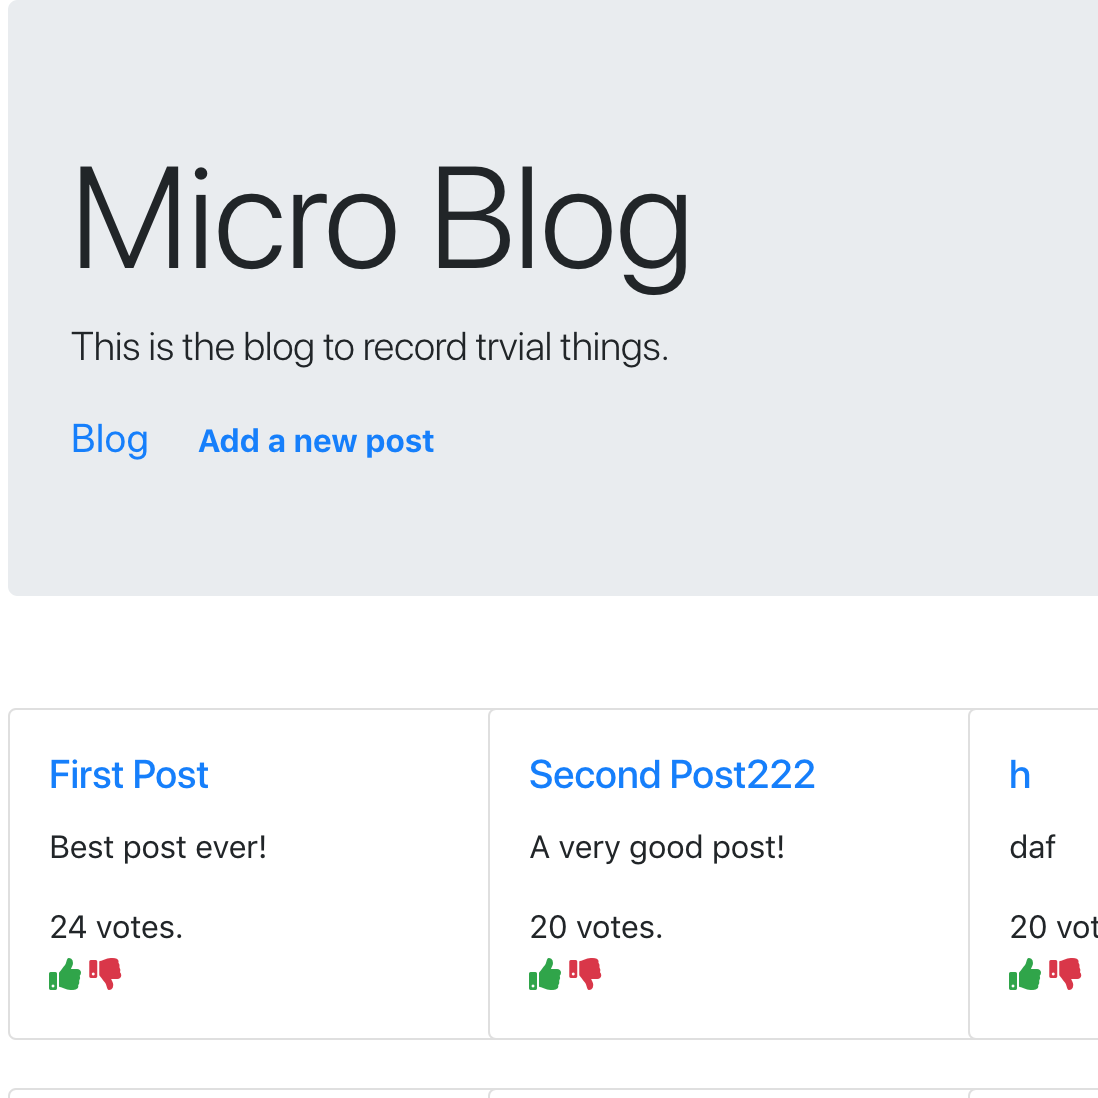 Micro Blog
This is the blog to record trvial things.
Blog Add a new post
First Post
Best post ever!
24 votes.
Second Post222
A very good post!
20 votes.
h
daf
20 vot